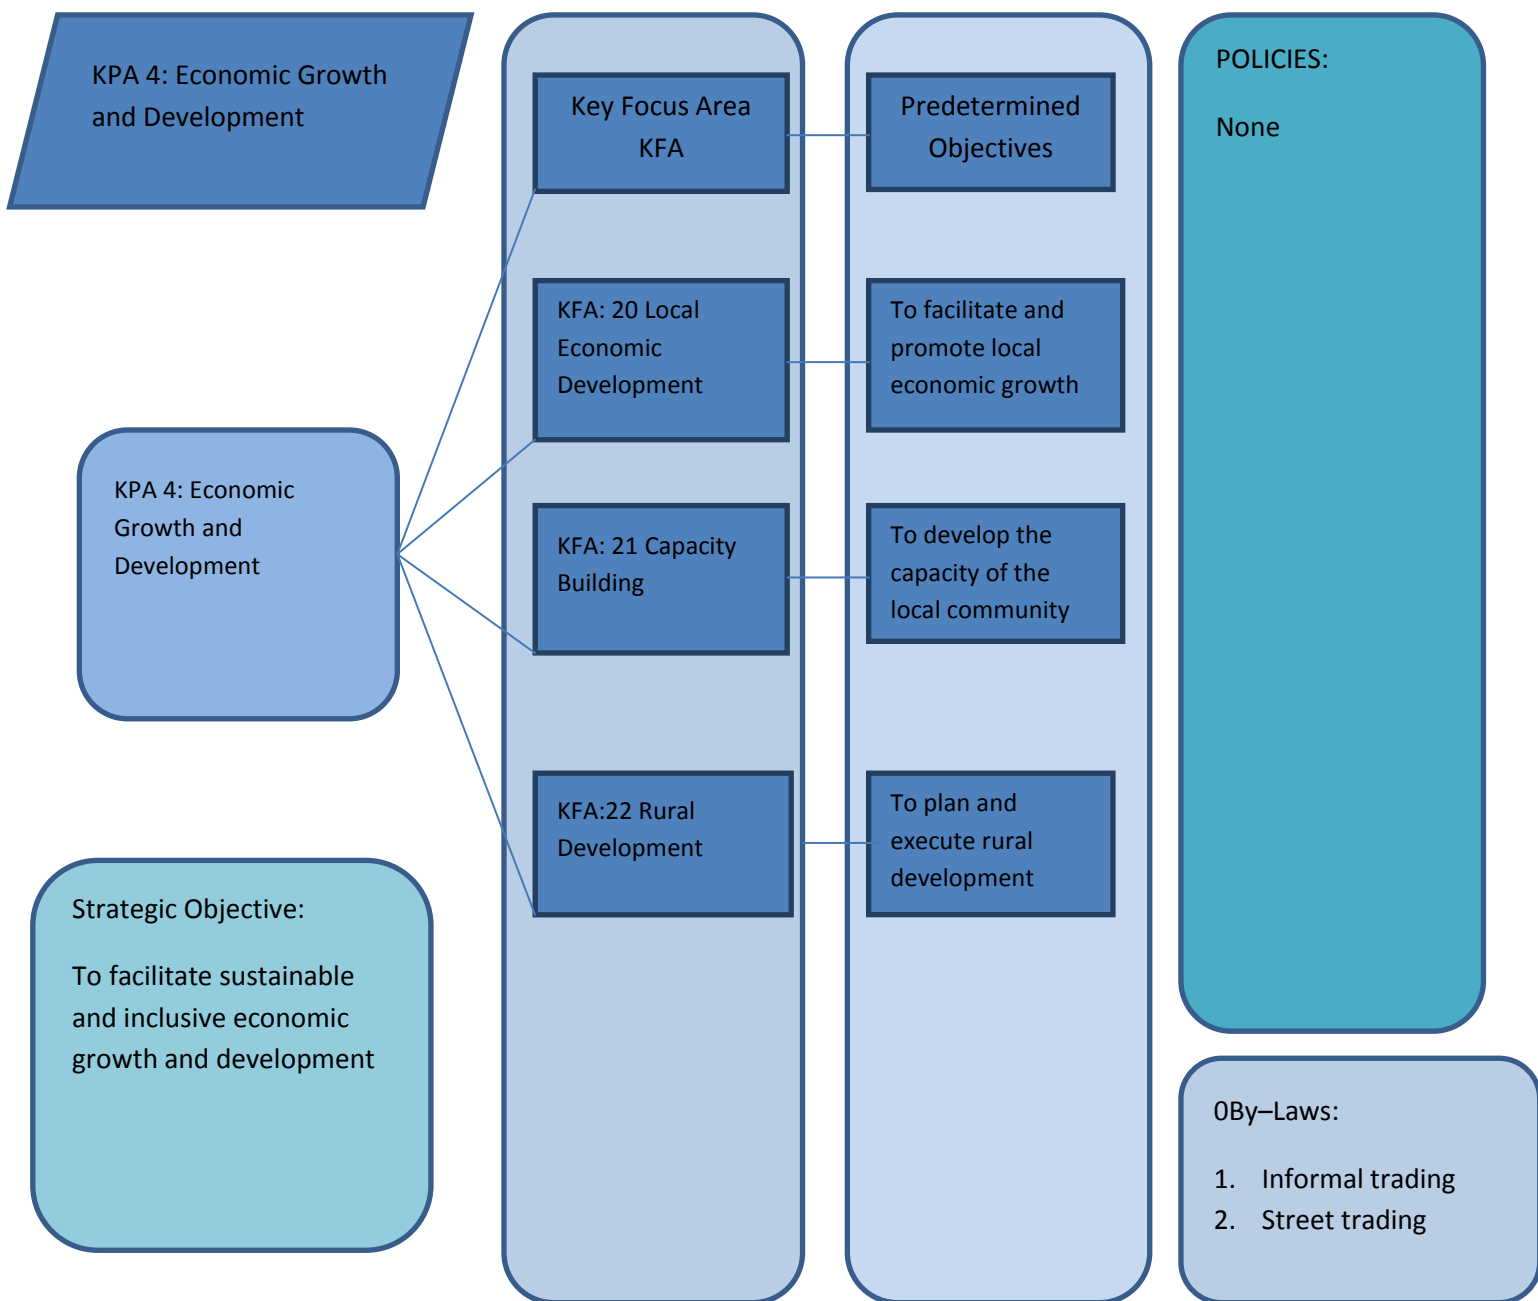 KPA 4: Economic Growth
and Development
Key Focus Area
KFA
Predetermined
Objectives
POLICIES:
None
KFA: 20 Local
Economic
Development
To facilitate and
promote local
economic growth
KPA 4: Economic
Growth and
Development
KFA: 21 Capacity
Building
To develop the
capacity of the
local community
KFA:22 Rural
Development
To plan and
execute rural
development
Strategic Objective:
To facilitate sustainable
and inclusive economic
growth and development
0By–Laws:
1. Informal trading
2. Street trading